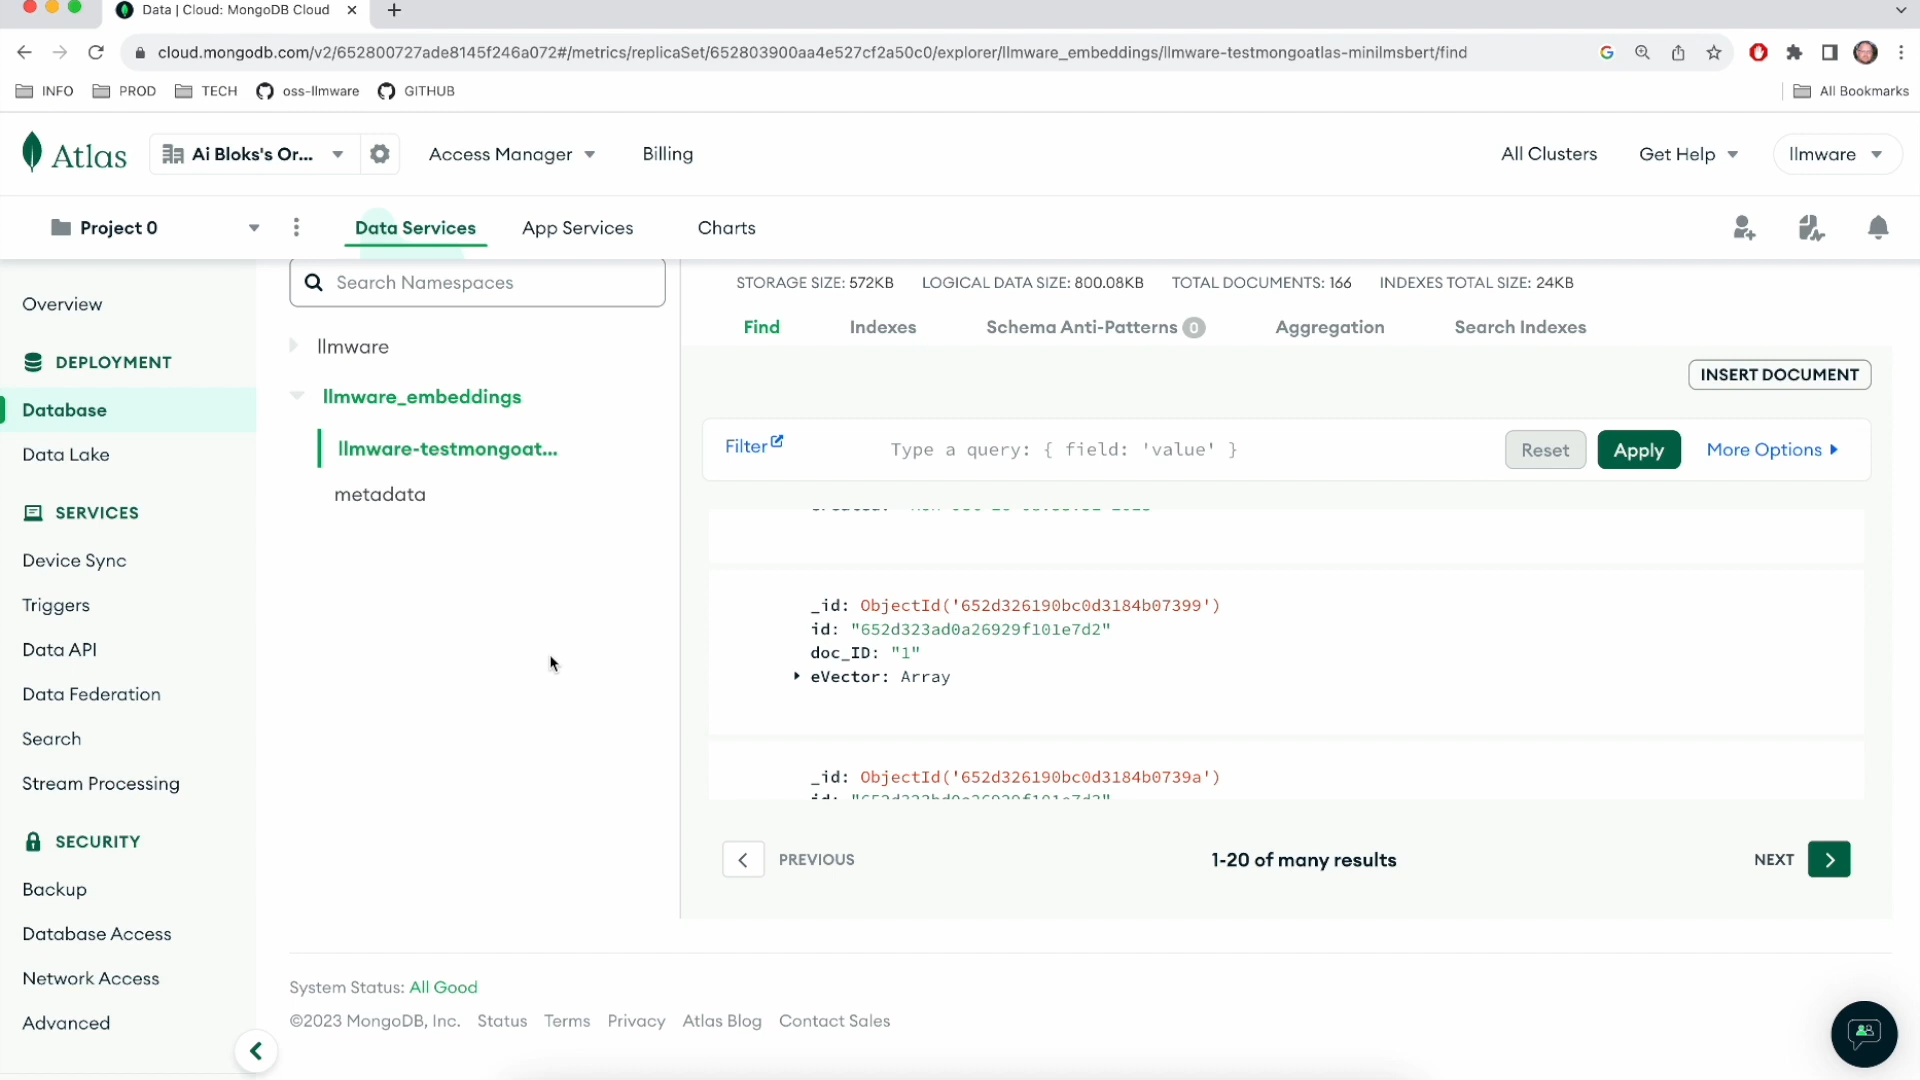 Data | Cloud: MongoDB Cloud
cloud.mongodb.com/v2/652800727ade8145f246a072#/metrics/replicaSet/652803900aa4e527cf2a50c0/explorer/llmware_embeddings/llmware-testmongoatlas-minilmsbert/find
INFO PROD TECH oss-llmware GITHUB All Bookmarks
Atlas Ai Bloks's Or... Access Manager Billing All Clusters Get Help llmware
Project 0 Data Services App Services Charts
Overview
DEPLOYMENT
Database
Data Lake
SERVICES
Device Sync
Triggers
Data API
Data Federation
Search
Stream Processing
SECURITY
Backup
Database Access
Network Access
Advanced
Search Namespaces
llmware
llmware_embeddings
llmware-testmongoat...
metadata
STORAGE SIZE: 572KB LOGICAL DATA SIZE: 800.08KB TOTAL DOCUMENTS: 166 INDEXES TOTAL SIZE: 24KB
Find Indexes Schema Anti-Patterns 0 Aggregation Search Indexes
INSERT DOCUMENT
Filter Type a query: { field: 'value' } Reset Apply More Options
_id: ObjectId('652d326190bc0d3184b07399')
id: "652d323ad0a26929f101e7d2"
doc_ID: "1"
eVector: Array
_id: ObjectId('652d326190bc0d3184b0739a')
PREVIOUS 1-20 of many results NEXT
System Status: All Good
©2023 MongoDB, Inc. Status Terms Privacy Atlas Blog Contact Sales